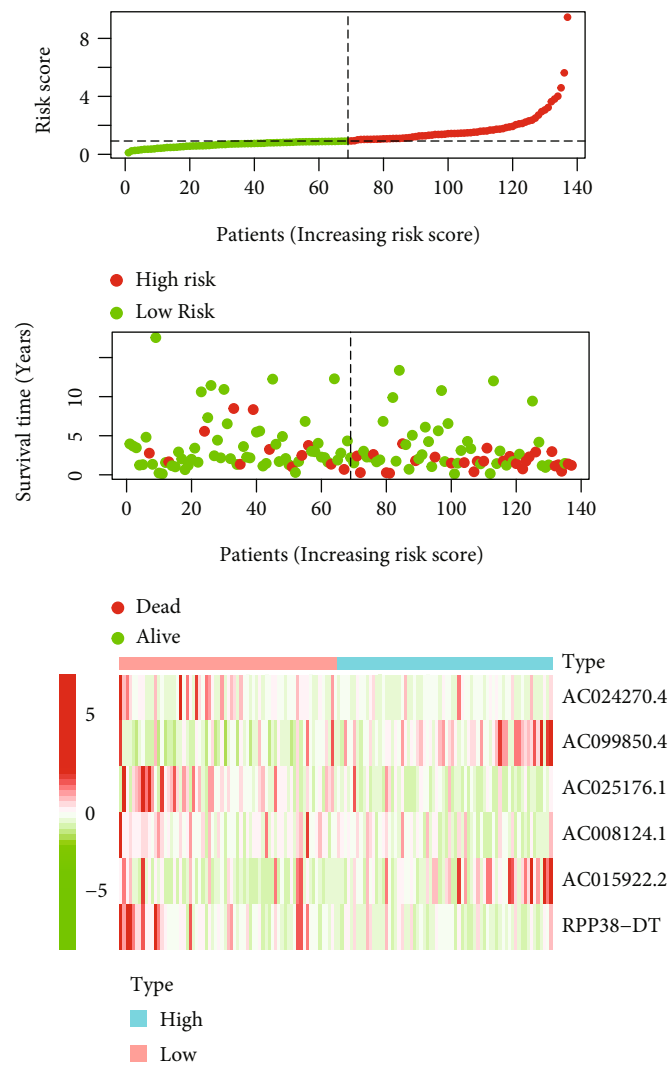 Risk score
8
4
0
0 20 40 60 80 100 120 140
Patients (Increasing risk score)
High risk
Low Risk
Survival time (Years)
10
5
0
0 20 40 60 80 100 120 140
Patients (Increasing risk score)
Dead
Alive
Type
5
0
−5
AC024270.4
AC099850.4
AC025176.1
AC008124.1
AC015922.2
RPP38−DT
Type
High
Low